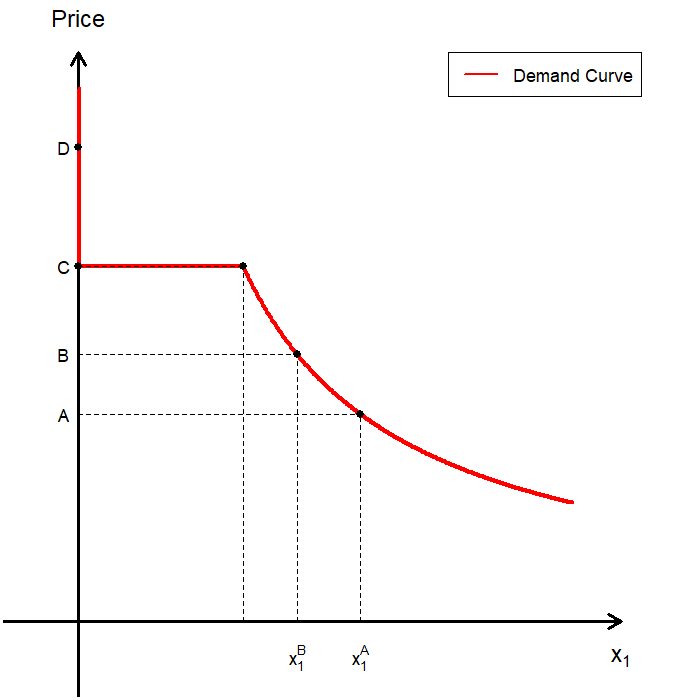 Price
Demand Curve
D
C
B
A
x₁ᴮ x₁ᴬ
x₁